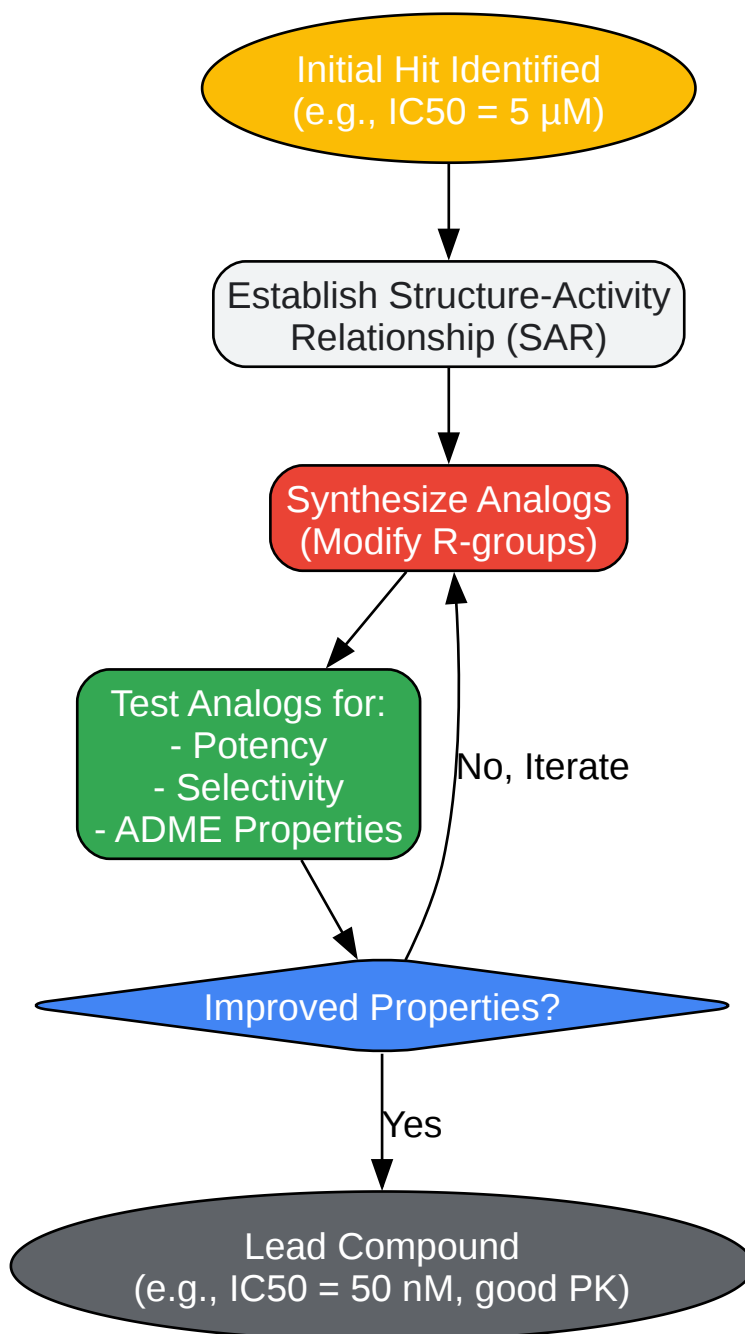 Initial Hit Identified
(e.g., IC50 = 5 µM)
Establish Structure-Activity
Relationship (SAR)
Synthesize Analogs
(Modify R-groups)
Test Analogs for:
- Potency
- Selectivity
- ADME Properties
No, Iterate
Improved Properties?
Yes
Lead Compound
(e.g., IC50 = 50 nM, good PK)